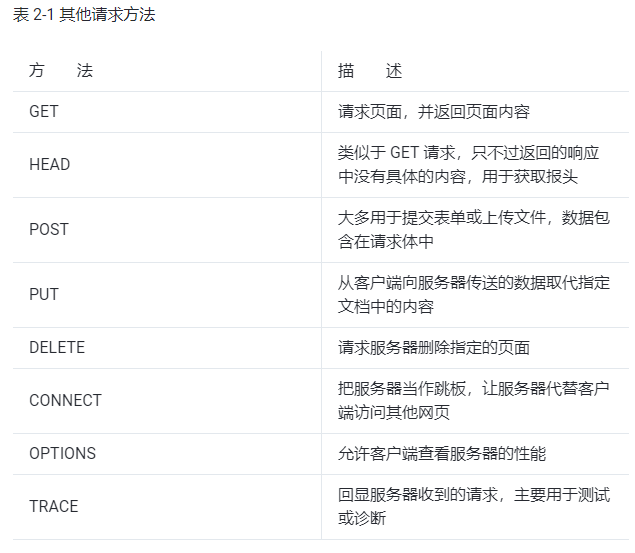 表 2-1 其他请求方法
方 法
描 述
GET
请求页面，并返回页面内容
HEAD
类似于 GET 请求，只不过返回的响应
中没有具体的内容，用于获取报头
POST
大多用于提交表单或上传文件，数据包
含在请求体中
PUT
从客户端向服务器传送的数据取代指定
文档中的内容
DELETE
请求服务器删除指定的页面
CONNECT
把服务器当作跳板，让服务器代替客户
端访问其他网页
OPTIONS
允许客户端查看服务器的性能
TRACE
回显服务器收到的请求，主要用于测试
或诊断